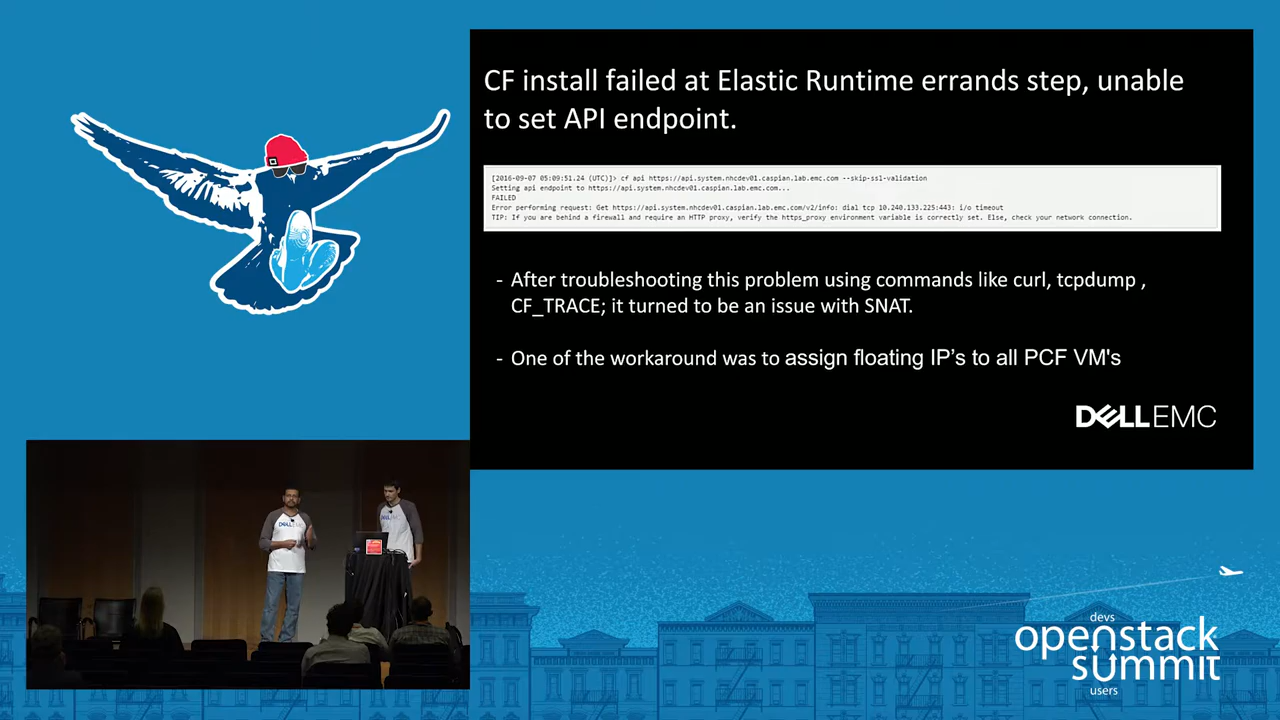 CF install failed at Elastic Runtime errands step, unable
to set API endpoint.
[2016-09-07 05:09:51.24 (UTC)]> cf api https://api.system.nhcdev01.caspian.lab.emc.com --skip-ssl-validation
Setting api endpoint to https://api.system.nhcdev01.caspian.lab.emc.com...
FAILED
Error performing request: Get https://api.system.nhcdev01.caspian.lab.emc.com/v2/info: dial tcp 10.240.133.225:443: i/o timeout
TIP: If you are behind a firewall and require an HTTP proxy, verify the https_proxy environment variable is correctly set. Else, check your network connection.
- After troubleshooting this problem using commands like curl, tcpdump ,
CF_TRACE; it turned to be an issue with SNAT.
- One of the workaround was to assign floating IP's to all PCF VM's
DELLEMC
DELLEMC
DELLEMC
devs
openstack
summit
users